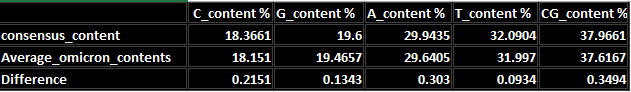 C_content % G_content % A_content % T_content % CG_content %
consensus_content 18.3661 19.6 29.9435 32.0904 37.9661
Average_omicron_contents 18.151 19.4657 29.6405 31.997 37.6167
Difference 0.2151 0.1343 0.303 0.0934 0.3494